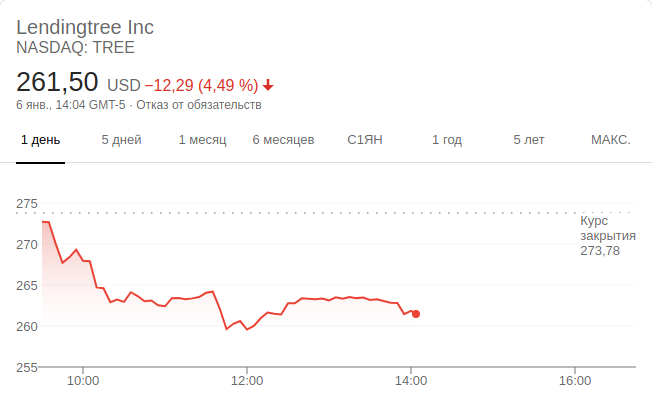 Lendingtree Inc
NASDAQ: TREE
261,50 USD −12,29 (4,49 %)
6 янв., 14:04 GMT-5 · Отказ от обязательств
1 день 5 дней 1 месяц 6 месяцев С1ЯН 1 год 5 лет МАКС.
275
Курс
закрытия
273,78
270
265
260
255
10:00 12:00 14:00 16:00